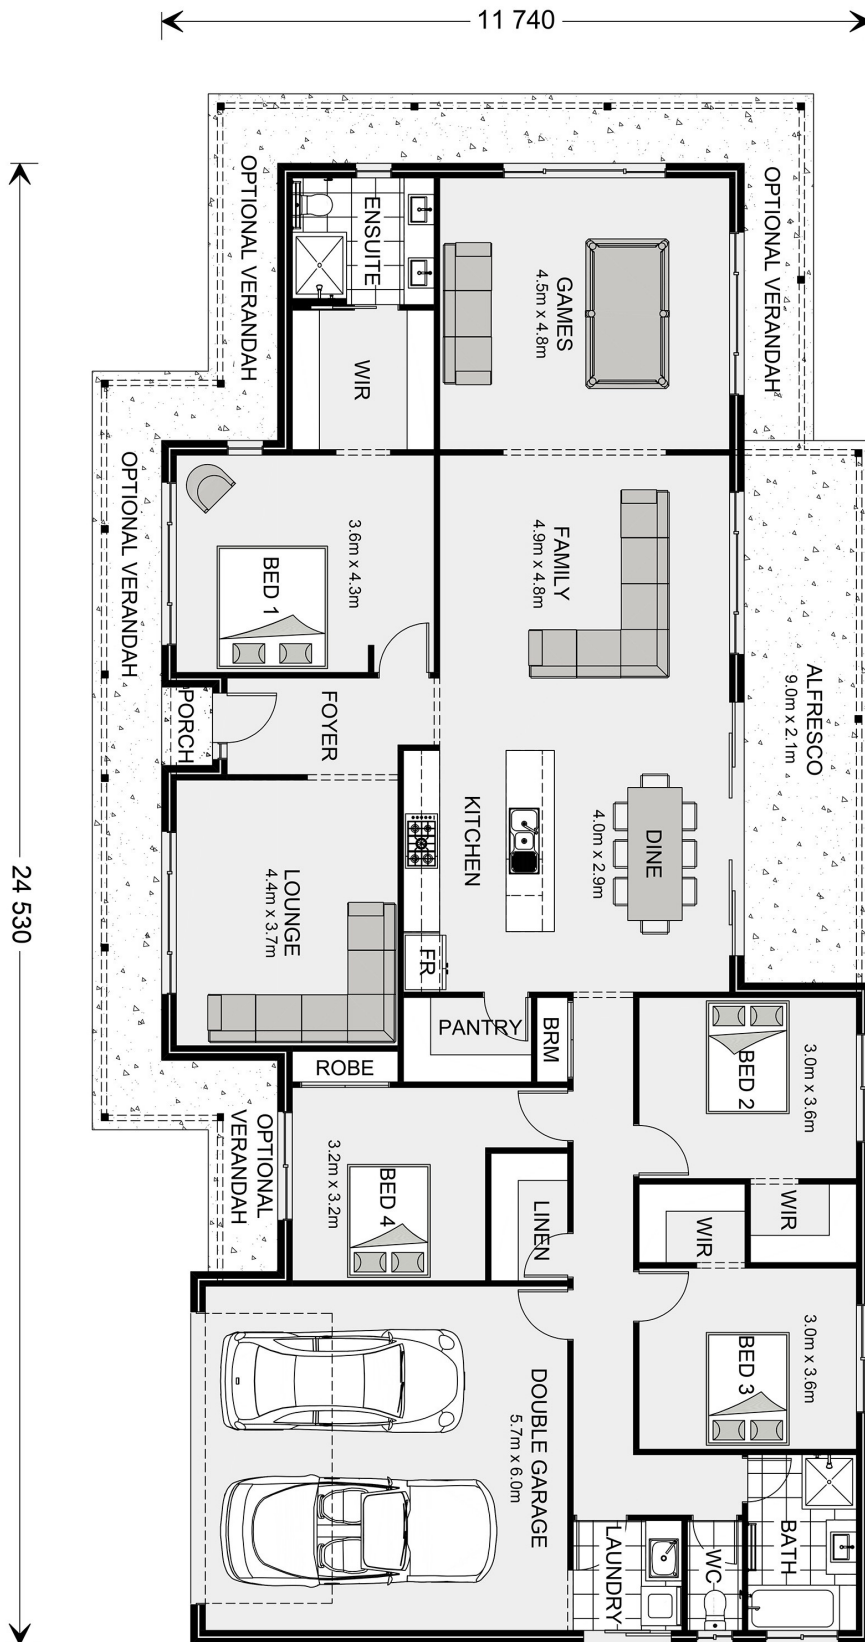 11 740
OPTIONAL VERANDAH
ENSUITE
GAMES
4.5m x 4.8m
OPTIONAL VERANDAH
WIR
OPTIONAL VERANDAH
BED 1
3.6m x 4.3m
FAMILY
4.9m x 4.8m
ALFRESCO
9.0m x 2.1m
PORCH
FOYER
KITCHEN
DINE
4.0m x 2.9m
LOUNGE
4.4m x 3.7m
FR
24 530
PANTRY
BRM
ROBE
BED 2
3.0m x 3.6m
OPTIONAL
VERANDAH
BED 4
3.2m x 3.2m
LINEN
WIR
WIR
BED 3
3.0m x 3.6m
DOUBLE GARAGE
5.7m x 6.0m
LAUNDRY
WC
BATH